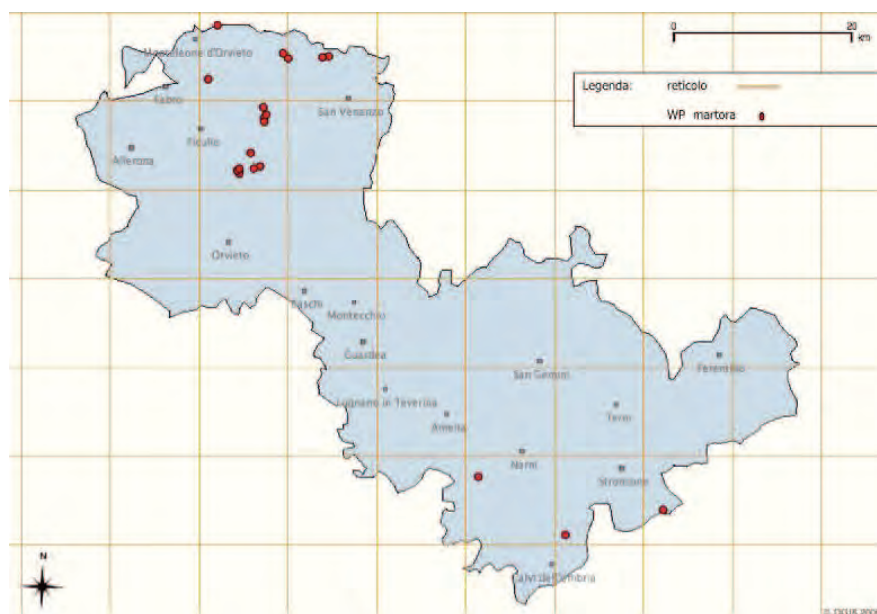 0 20
km
Legenda: reticolo
WP martora
Monteleone d'Orvieto
Fabro
San Venanzo
Ficulle
Allerona
Orvieto
Baschi
Montecchio
Guardea
San Gemini
Ferentillo
Lugnano in Teverina
Terni
Amelia
Narni
Stroncone
N
Calvi dell'Umbria